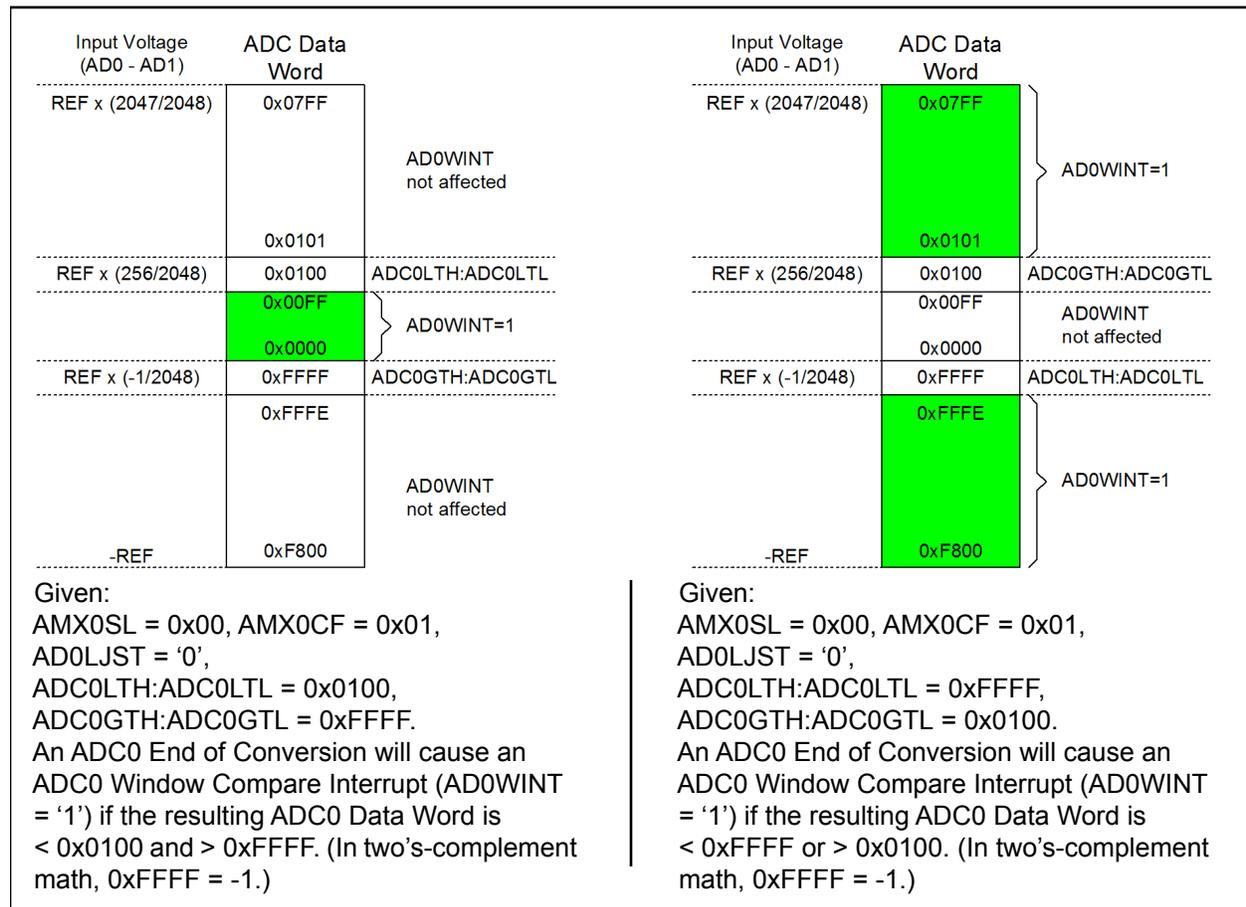 Input Voltage
(AD0 - AD1)
ADC Data
Word
REF x (2047/2048)
0x07FF
AD0WINT
not affected
0x0101
REF x (256/2048)
0x0100
ADC0LTH:ADC0LTL
0x00FF
AD0WINT=1
0x0000
REF x (-1/2048)
0xFFFF
ADC0GTH:ADC0GTL
0xFFFE
AD0WINT
not affected
-REF
0xF800
Given:
AMX0SL = 0x00, AMX0CF = 0x01,
AD0LJST = ‘0’,
ADC0LTH:ADC0LTL = 0x0100,
ADC0GTH:ADC0GTL = 0xFFFF.
An ADC0 End of Conversion will cause an
ADC0 Window Compare Interrupt (AD0WINT
= ‘1’) if the resulting ADC0 Data Word is
< 0x0100 and > 0xFFFF. (In two’s-complement
math, 0xFFFF = -1.)
Input Voltage
(AD0 - AD1)
ADC Data
Word
REF x (2047/2048)
0x07FF
AD0WINT=1
0x0101
REF x (256/2048)
0x0100
ADC0GTH:ADC0GTL
0x00FF
AD0WINT
not affected
0x0000
REF x (-1/2048)
0xFFFF
ADC0LTH:ADC0LTL
0xFFFE
AD0WINT=1
-REF
0xF800
Given:
AMX0SL = 0x00, AMX0CF = 0x01,
AD0LJST = ‘0’,
ADC0LTH:ADC0LTL = 0xFFFF,
ADC0GTH:ADC0GTL = 0x0100.
An ADC0 End of Conversion will cause an
ADC0 Window Compare Interrupt (AD0WINT
= ‘1’) if the resulting ADC0 Data Word is
< 0xFFFF or > 0x0100. (In two’s-complement
math, 0xFFFF = -1.)